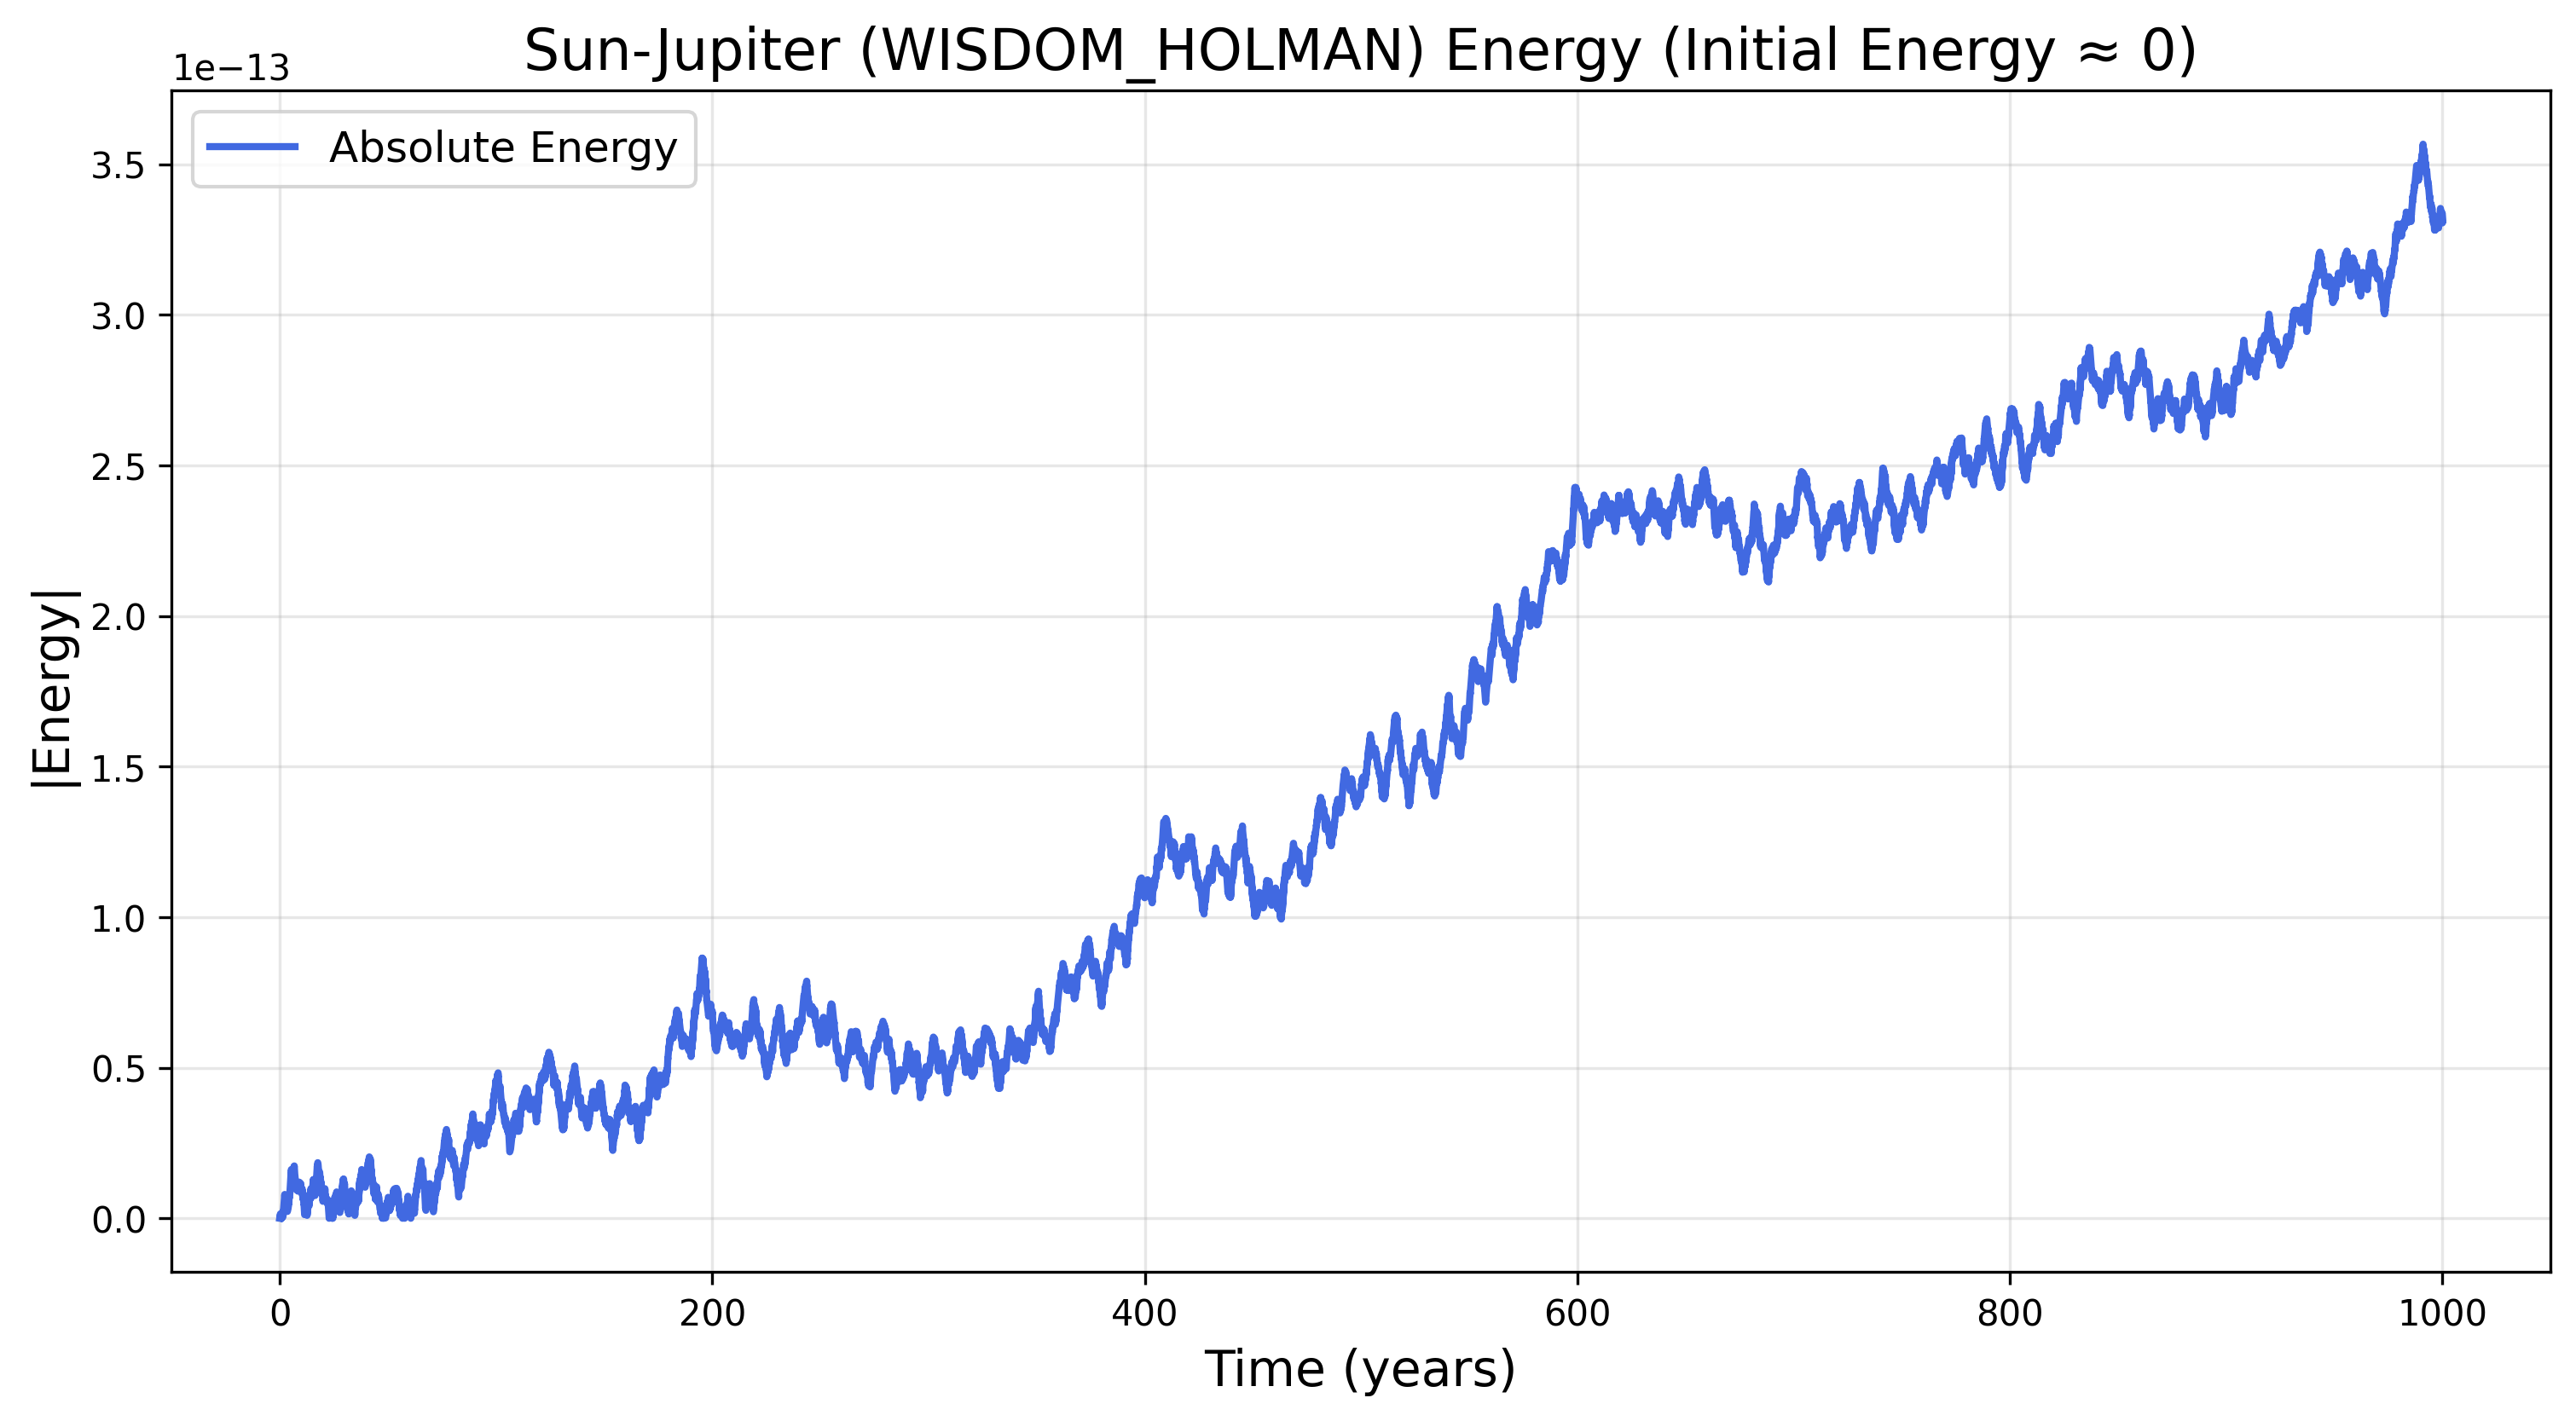 Sun-Jupiter (WISDOM_HOLMAN) Energy (Initial Energy ≈ 0)
1e−13
Absolute Energy
3.5
3.0
2.5
2.0
1.5
1.0
0.5
0.0
|Energy|
0 200 400 600 800 1000
Time (years)